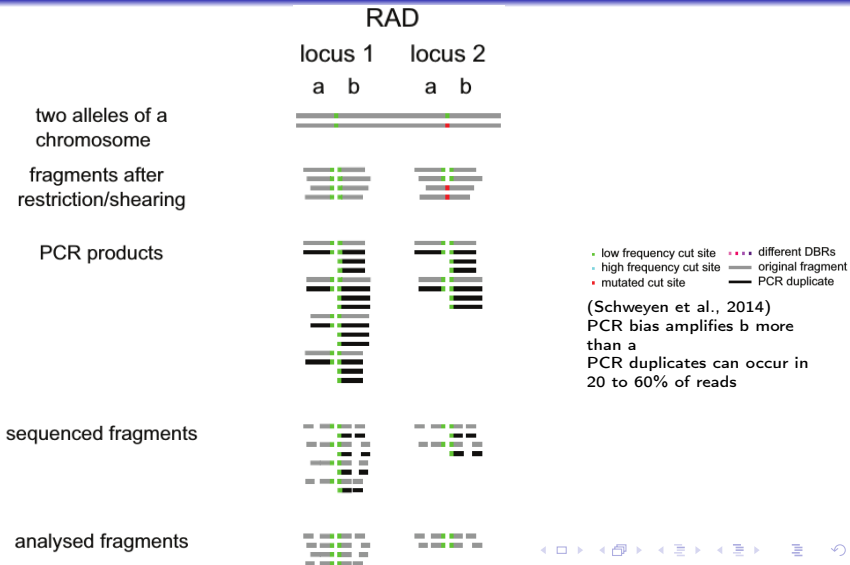 RAD
locus 1 locus 2
a b a b
two alleles of a
chromosome
fragments after
restriction/shearing
PCR products
low frequency cut site different DBRs
high frequency cut site original fragment
mutated cut site PCR duplicate
(Schweyen et al., 2014)
PCR bias amplifies b more
than a
PCR duplicates can occur in
20 to 60% of reads
sequenced fragments
analysed fragments